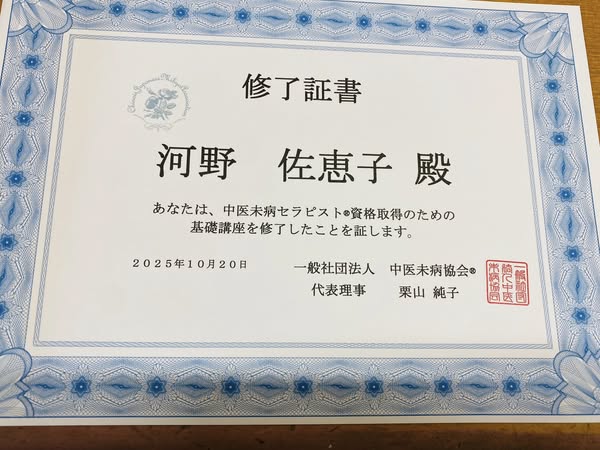 修了証書
河野　佐恵子 殿
あなたは、中医未病セラピスト®資格取得のための
基礎講座を修了したことを証します。
2025年10月20日
一般社団法人　中医未病協会®
代表理事　栗山 純子